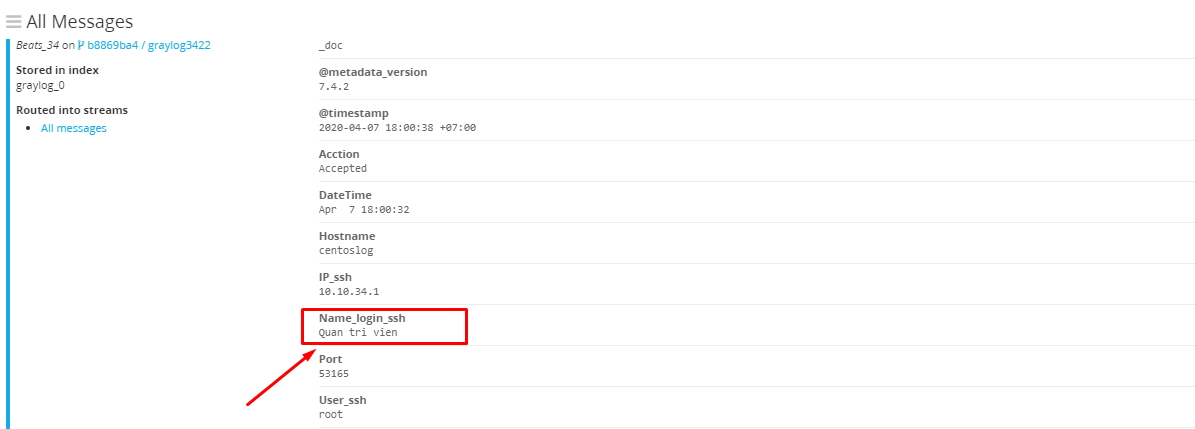 All Messages
Beats_34 on b8869ba4 / graylog3422
Stored in index
graylog_0
Routed into streams
All messages
_doc
@metadata_version
7.4.2
@timestamp
2020-04-07 18:00:38 +07:00
Acction
Accepted
DateTime
Apr  7 18:00:32
Hostname
centoslog
IP_ssh
10.10.34.1
Name_login_ssh
Quan tri vien
Port
53165
User_ssh
root